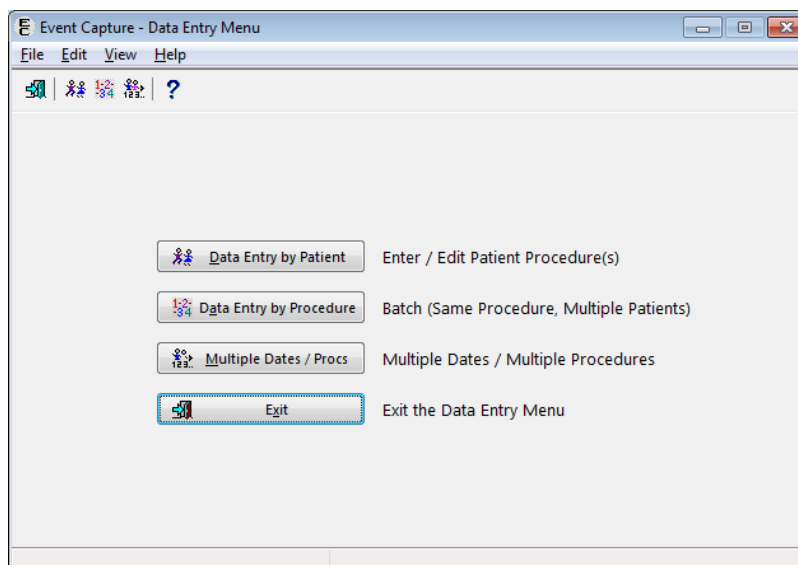 Event Capture - Data Entry Menu
File Edit View Help
?
Data Entry by Patient Enter / Edit Patient Procedure(s)
Data Entry by Procedure Batch (Same Procedure, Multiple Patients)
Multiple Dates / Procs Multiple Dates / Multiple Procedures
Exit Exit the Data Entry Menu